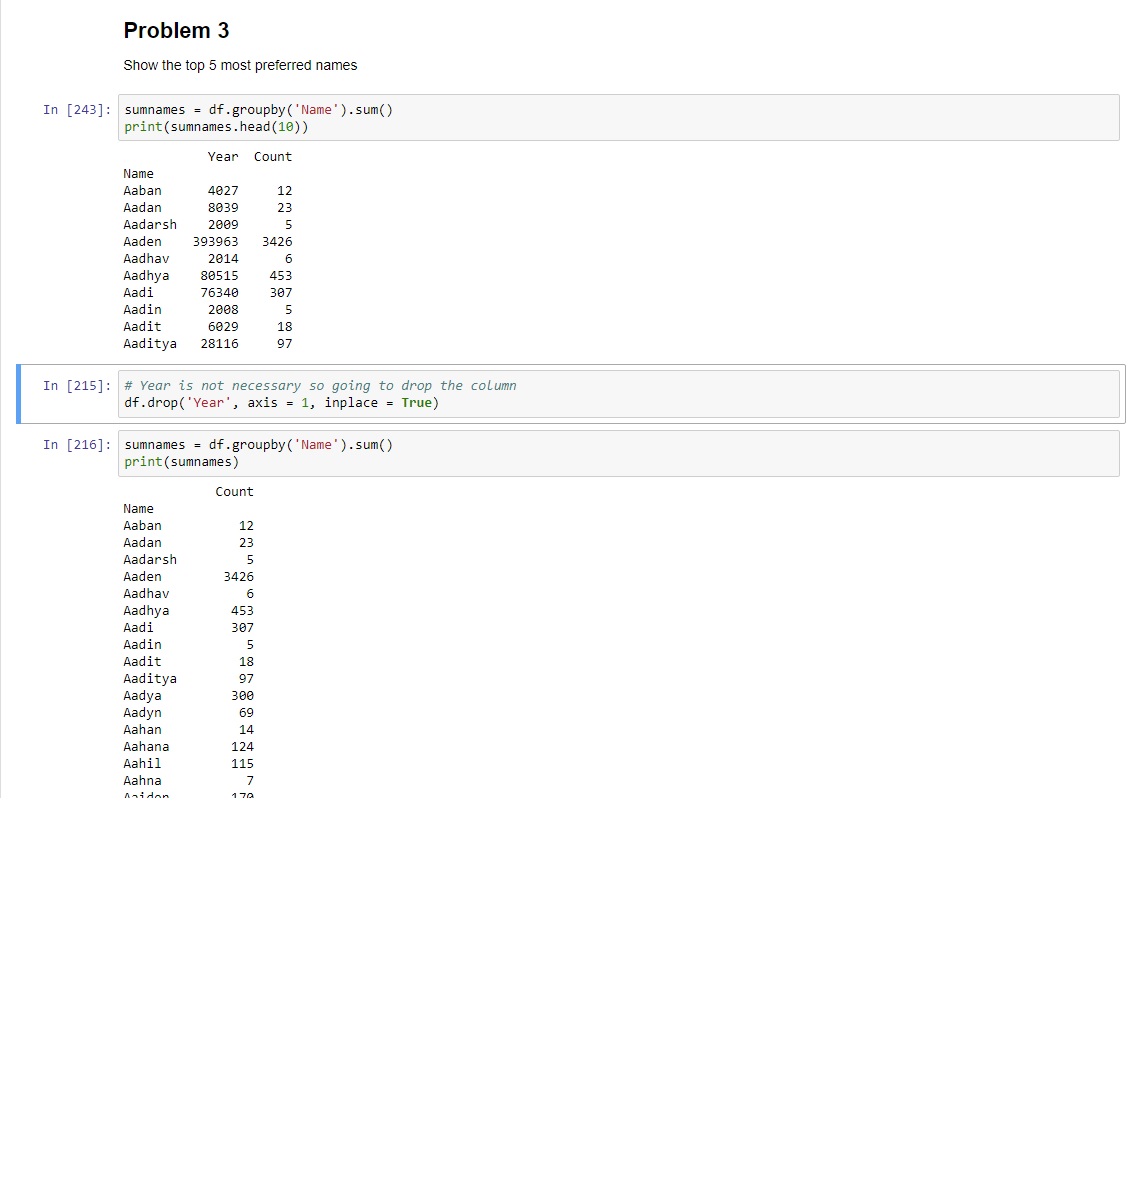 Problem 3
Show the top 5 most preferred names
In [243]: sumnames = df.groupby('Name').sum()
print(sumnames.head(10))
Year Count
Name
Aaban 4027 12
Aadan 8039 23
Aadarsh 2009 5
Aaden 393963 3426
Aadhav 2014 6
Aadhya 80515 453
Aadi 76340 307
Aadin 2008 5
Aadit 6029 18
Aaditya 28116 97
In [215]: # Year is not necessary so going to drop the column
df.drop('Year', axis = 1, inplace = True)
In [216]: sumnames = df.groupby('Name').sum()
print(sumnames)
Count
Name
Aaban 12
Aadan 23
Aadarsh 5
Aaden 3426
Aadhav 6
Aadhya 453
Aadi 307
Aadin 5
Aadit 18
Aaditya 97
Aadya 300
Aadyn 69
Aahan 14
Aahana 124
Aahil 115
Aahna 7